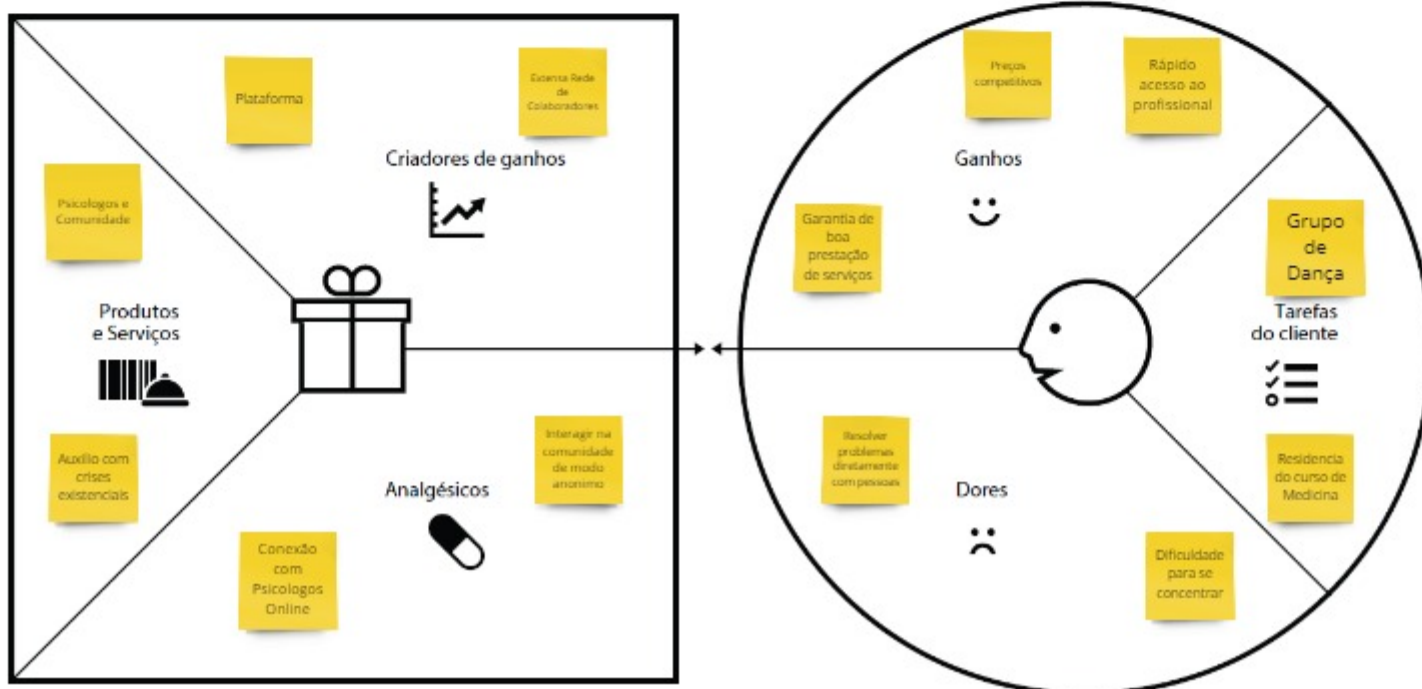 Plataforma
Extensa Rede
de
Colaboradores
Criadores de ganhos
Psicologos e
Comunidade
Produtos
e Serviços
Auxílio com
crises
existenciais
Analgésicos
Interagir na
comunidade
de modo
anonimo
Conexão
com
Psicologos
Online
Preços
competitivos
Rápido
acesso ao
profissional
Ganhos
Garantia de
boa
prestação
de serviços
Grupo
de
Dança
Tarefas
do cliente
Residencia
do curso de
Medicina
Resolver
problemas
diretamente
com pessoas
Dores
Dificuldade
para se
concentrar